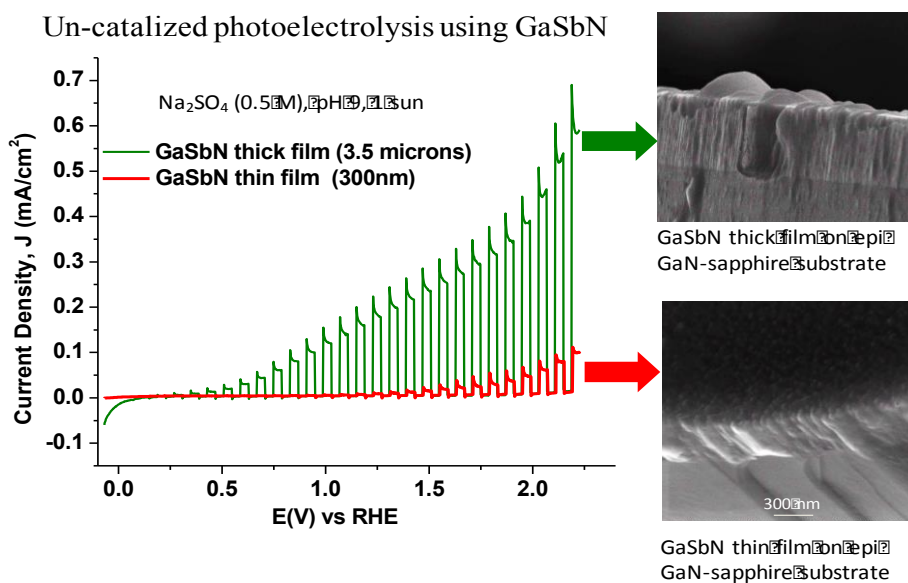 Un-catalized photoelectrolysis using GaSbN
Na₂SO₄ (0.5 M), pH 9, 1 sun
GaSbN thick film (3.5 microns)
GaSbN thin film (300nm)
0.7
0.6
0.5
0.4
0.3
0.2
0.1
0.0
-0.1
Current Density, J (mA/cm²)
0.0 0.5 1.0 1.5 2.0
E(V) vs RHE
GaSbN thick film on epi
GaN-sapphire substrate
300 nm
GaSbN thin film on epi
GaN-sapphire substrate